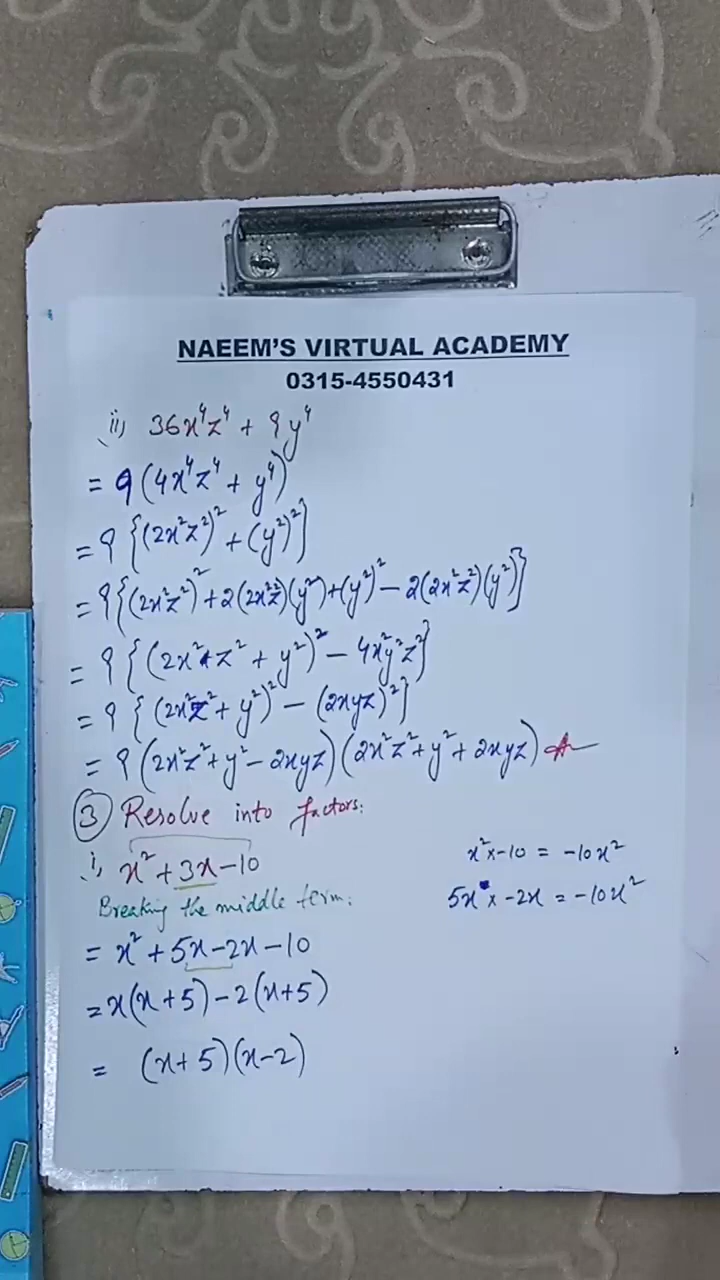 NAEEM'S VIRTUAL ACADEMY
0315-4550431
ii) 36x⁴z⁴ + 9y⁴
= 9(4x⁴z⁴ + y⁴)
= 9{(2x²z²)² + (y²)²}
= 9{(2x²z²)² + 2(2x²z²)(y²) + (y²)² - 2(2x²z²)(y²)}
= 9{(2x²z² + y²)² - 4x²y²z²}
= 9{(2x²z² + y²)² - (2xyz)²}
= 9(2x²z² + y² - 2xyz)(2x²z² + y² + 2xyz)
③ Resolve into factors:
i) x² + 3x - 10
Breaking the middle term:
= x² + 5x - 2x - 10
= x(x + 5) - 2(x + 5)
= (x + 5)(x - 2)
x² x -10 = -10x²
5x x -2x = -10x²